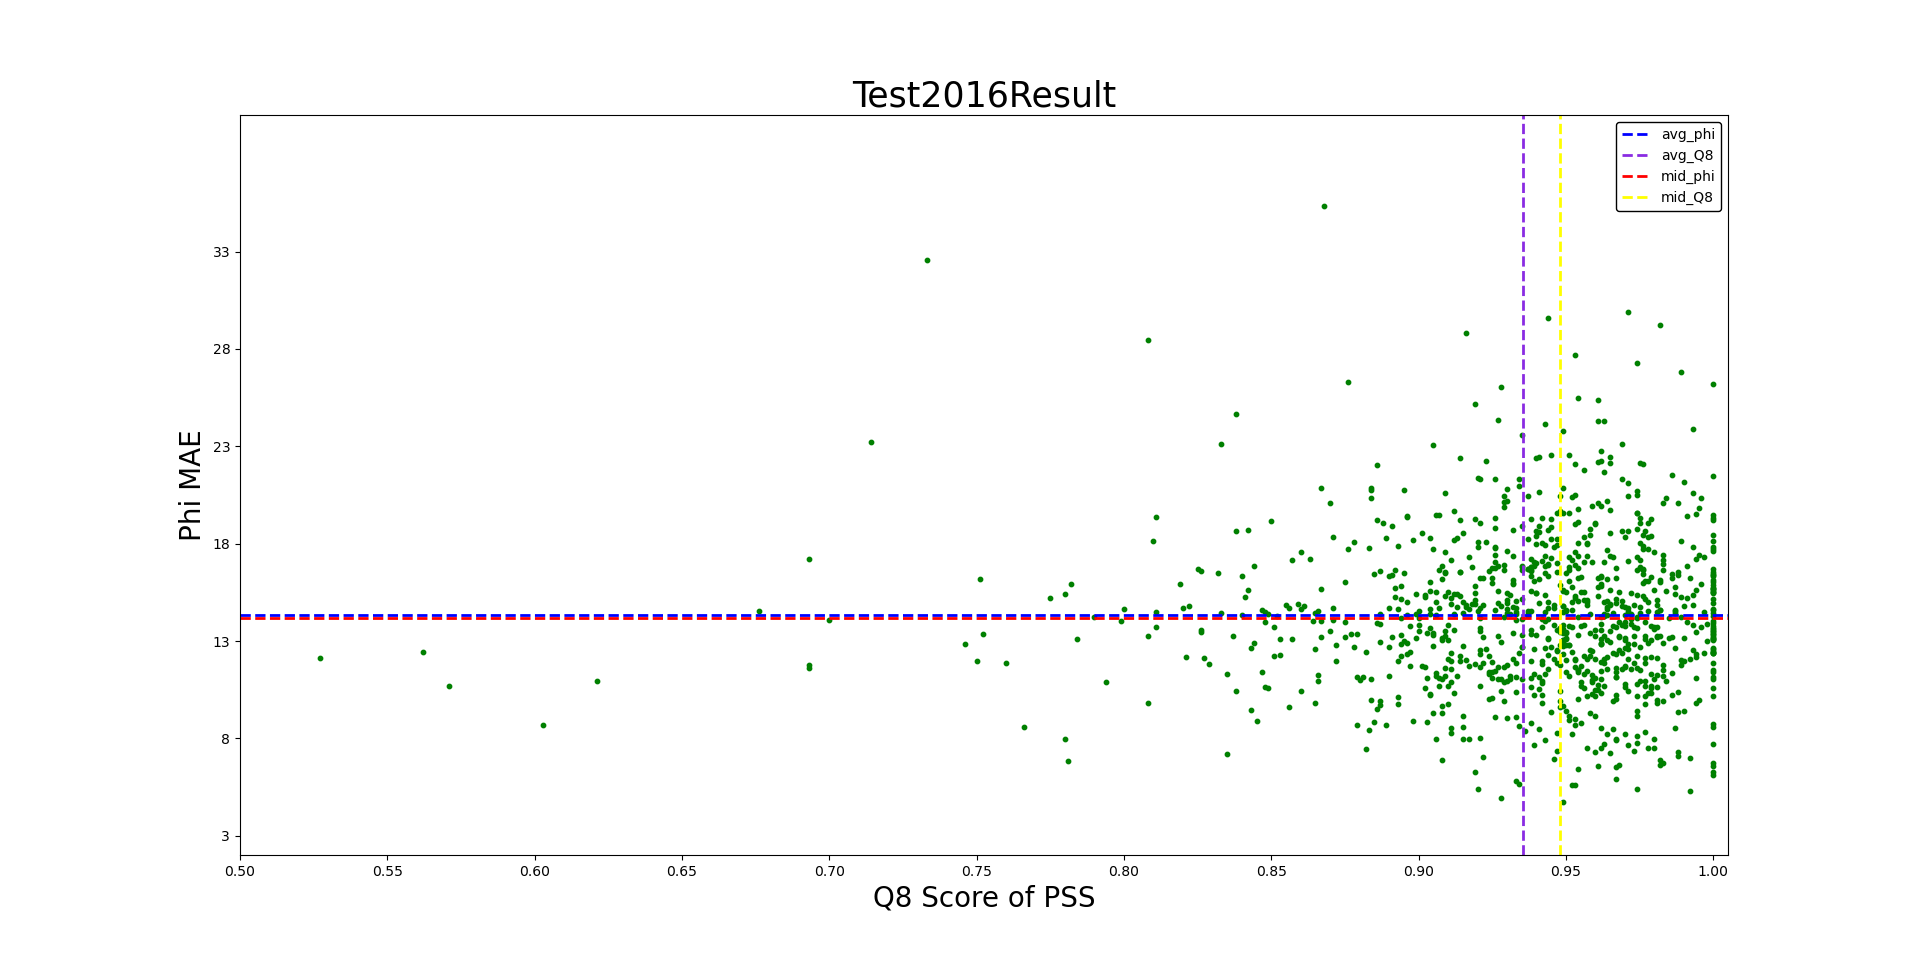 Test2016Result
avg_phi
avg_Q8
mid_phi
mid_Q8
33
28
23
18
13
8
3
Phi MAE
0.50 0.55 0.60 0.65 0.70 0.75 0.80 0.85 0.90 0.95 1.00
Q8 Score of PSS